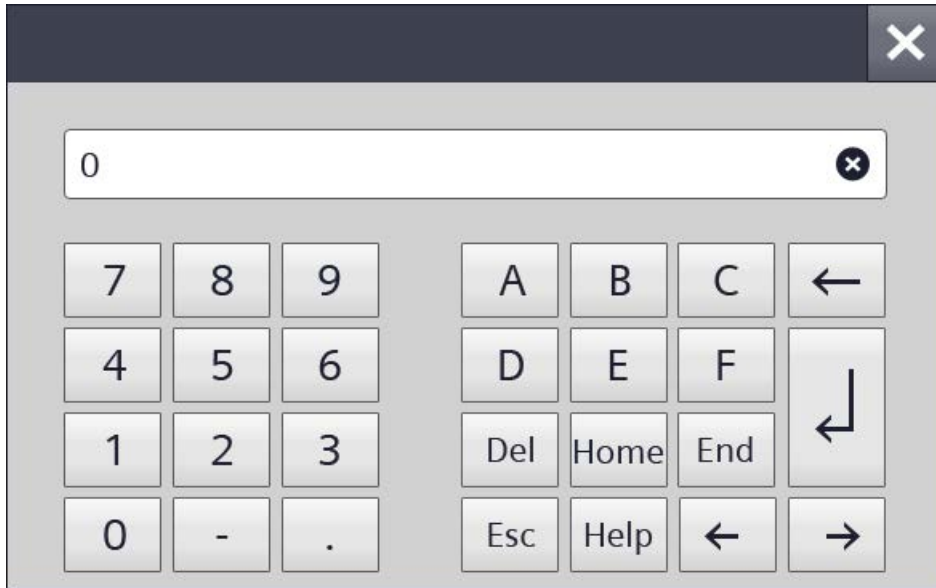 0
7 8 9 A B C ←
4 5 6 D E F ↵
1 2 3 Del Home End
0 - . Esc Help ← →